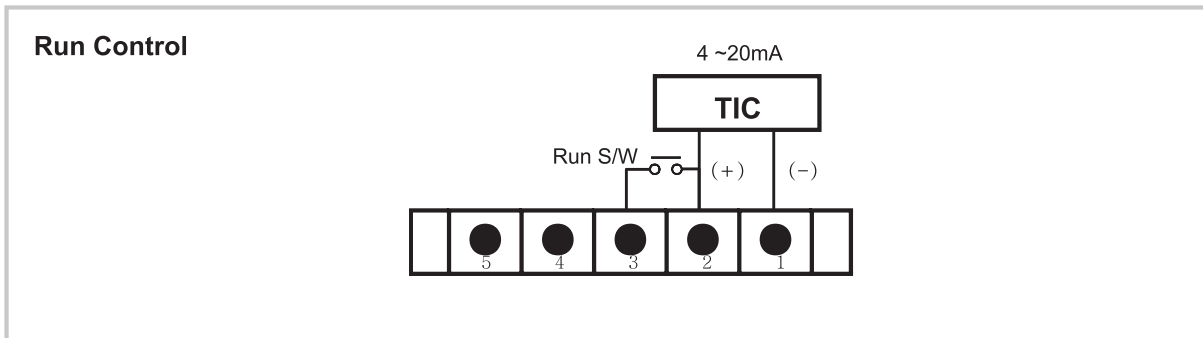 Run Control
4 ~20mA
TIC
Run S/W
(+) (-)
5 4 3 2 1